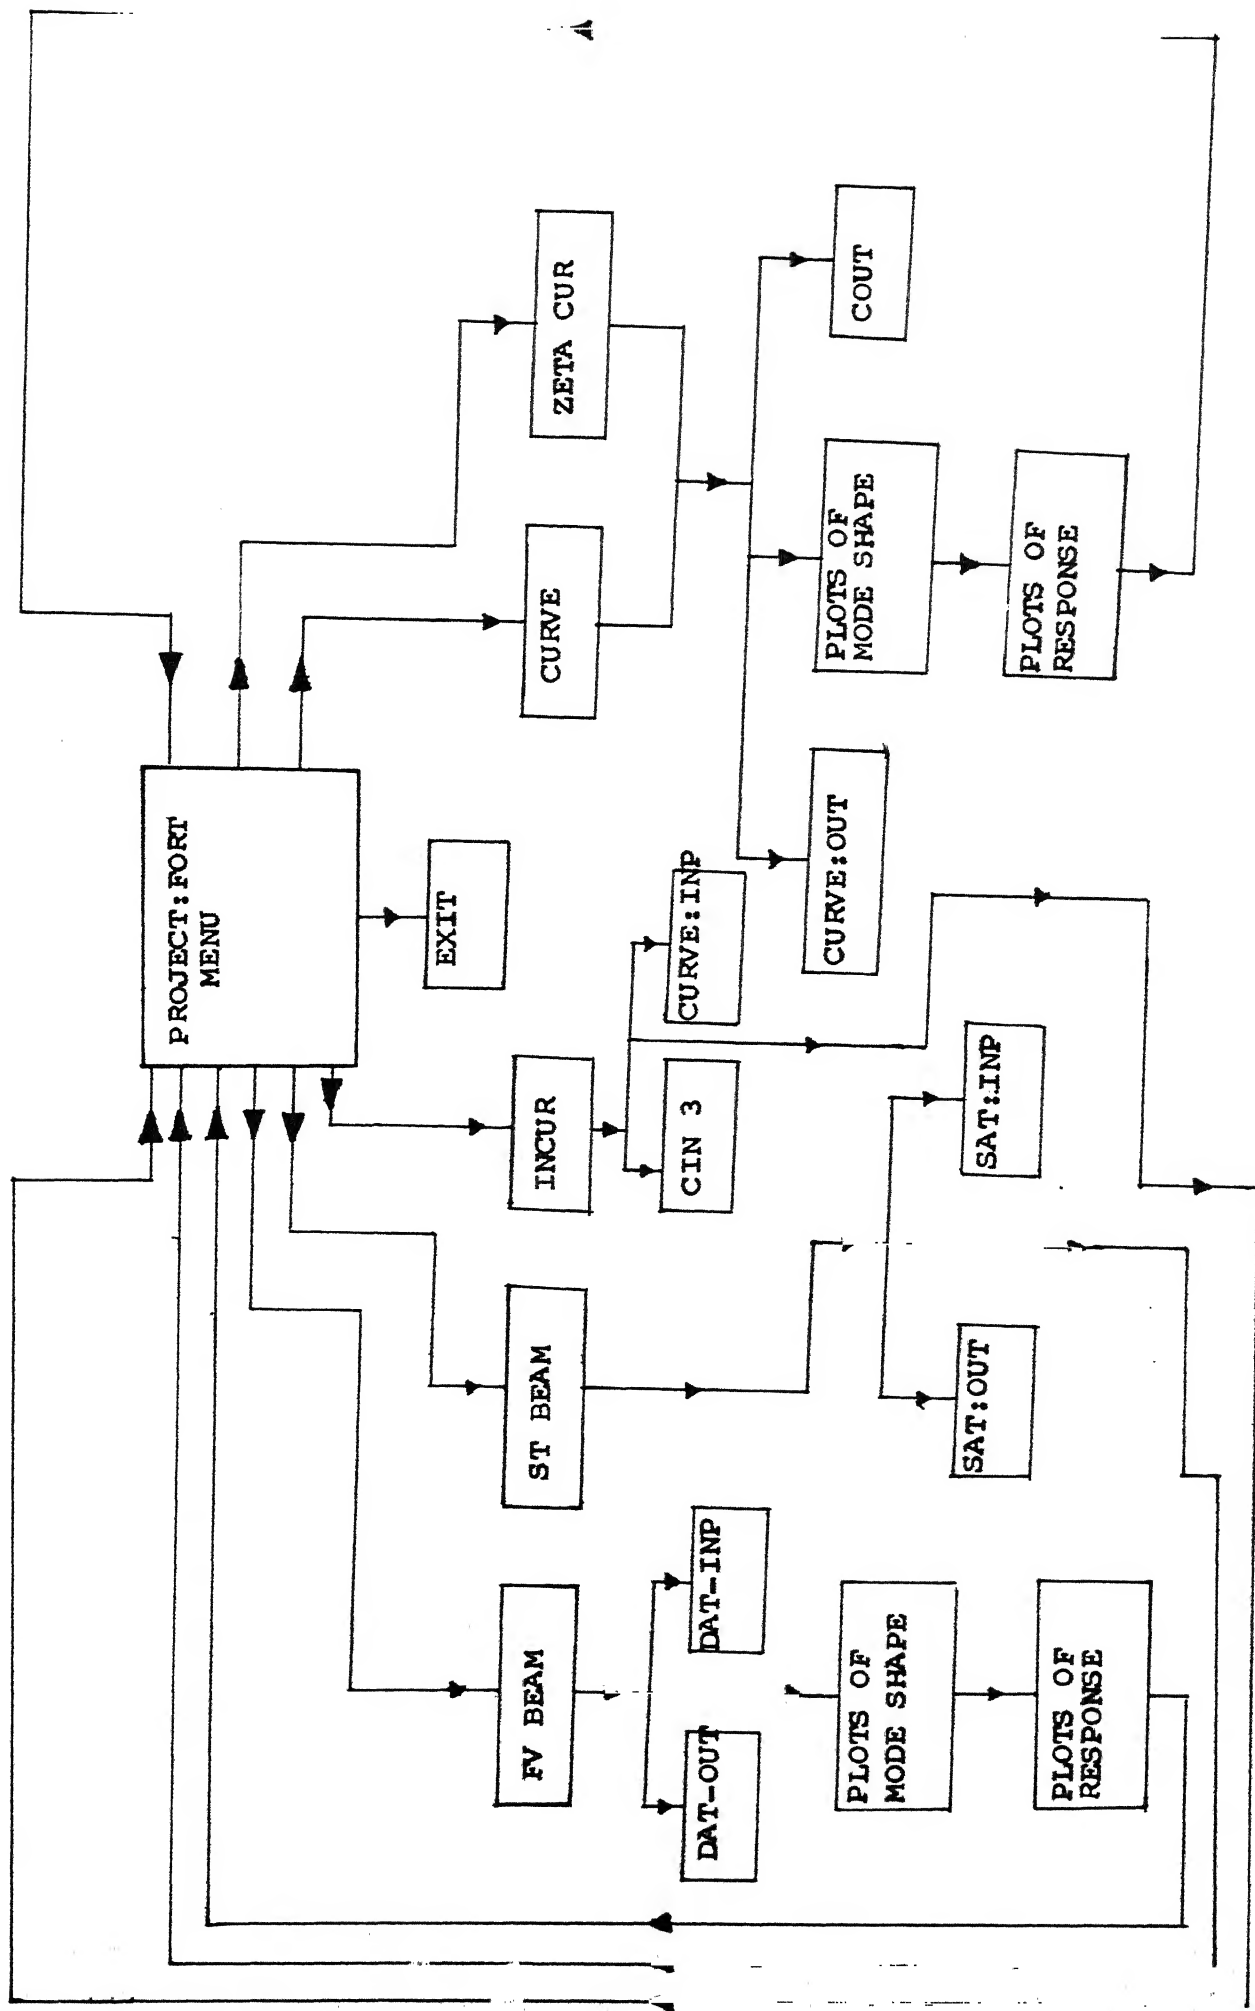 PROJECT:FORT
MENU
EXIT
FV BEAM
ST BEAM
INCUR
CURVE
ZETA CUR
DAT-OUT
DAT-INP
CIN 3
CURVE:INP
PLOTS OF
MODE SHAPE
SAT:OUT
SAT:INP
CURVE:OUT
PLOTS OF
MODE SHAPE
COUT
PLOTS OF
RESPONSE
PLOTS OF
RESPONSE